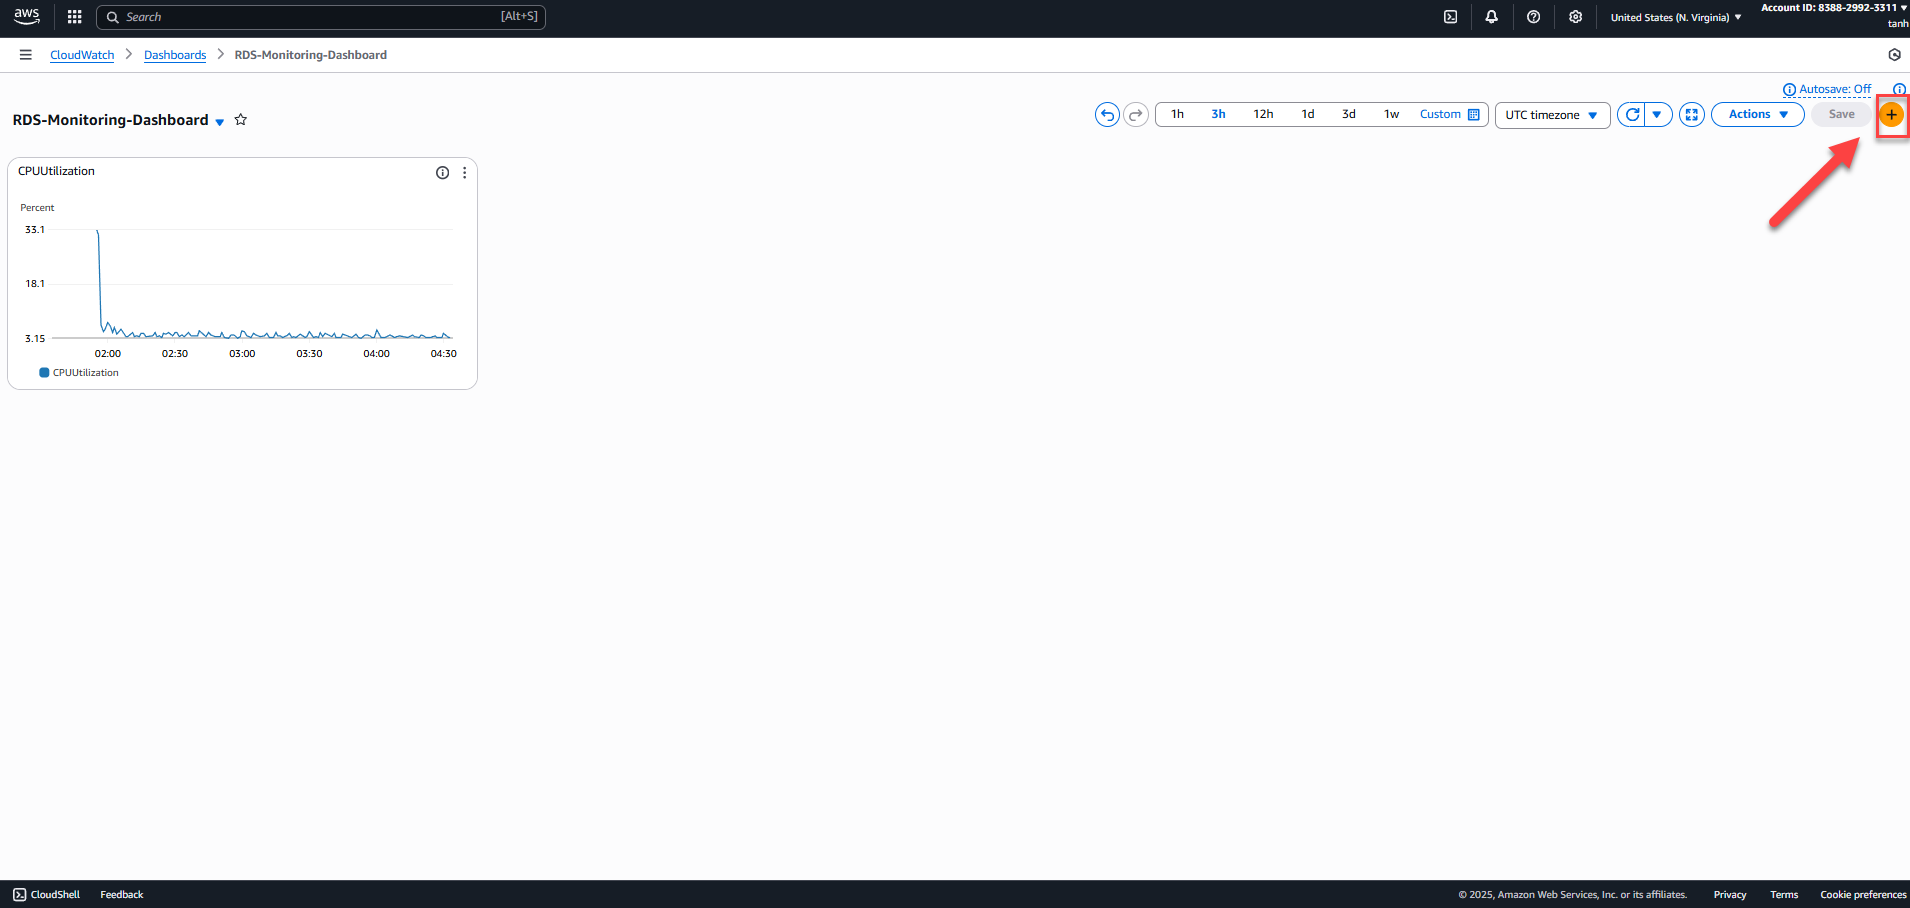 aws
Search [Alt+S]
United States (N. Virginia)
Account ID: 8388-2992-3311
tanh
CloudWatch > Dashboards > RDS-Monitoring-Dashboard
Autosave: Off
RDS-Monitoring-Dashboard
1h 3h 12h 1d 3d 1w Custom
UTC timezone
Actions
Save
CPUUtilization
Percent
33.1
18.1
3.15
02:00 02:30 03:00 03:30 04:00 04:30
CPUUtilization
CloudShell Feedback © 2025, Amazon Web Services, Inc. or its affiliates. Privacy Terms Cookie preferences